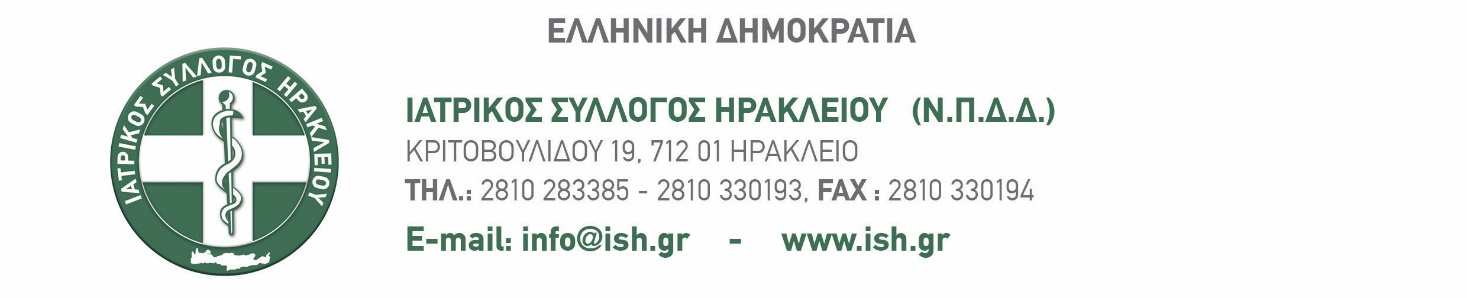 ΕΛΛΗΝΙΚΗ ΔΗΜΟΚΡΑΤΙΑ
ΙΑΤΡΙΚΟΣ ΣΥΛΛΟΓΟΣ ΗΡΑΚΛΕΙΟΥ
ΙΑΤΡΙΚΟΣ ΣΥΛΛΟΓΟΣ ΗΡΑΚΛΕΙΟΥ (Ν.Π.Δ.Δ.)
ΚΡΙΤΟΒΟΥΛΙΔΟΥ 19, 712 01 ΗΡΑΚΛΕΙΟ
ΤΗΛ.: 2810 283385 - 2810 330193, FAX : 2810 330194
E-mail: info@ish.gr - www.ish.gr